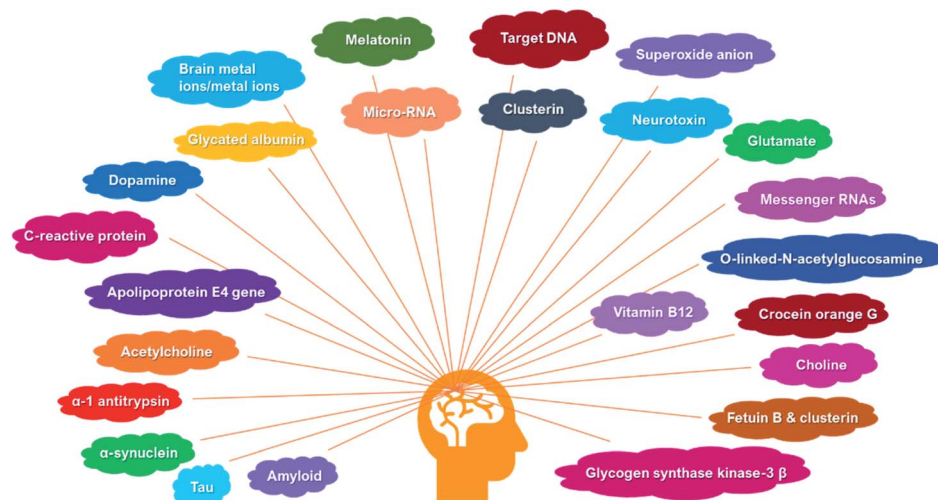 Melatonin
Target DNA
Superoxide anion
Brain metal
ions/metal ions
Micro-RNA
Clusterin
Neurotoxin
Glycated albumin
Glutamate
Dopamine
Messenger RNAs
C-reactive protein
O-linked-N-acetylglucosamine
Apolipoprotein E4 gene
Vitamin B12
Crocein orange G
Acetylcholine
Choline
α-1 antitrypsin
Fetuin B & clusterin
α-synuclein
Tau
Amyloid
Glycogen synthase kinase-3 β